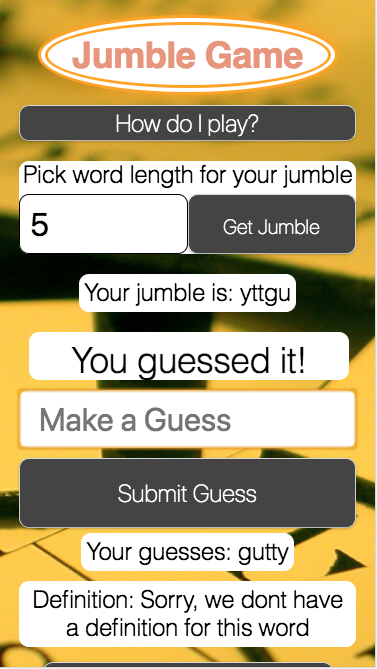 Jumble Game
How do I play?
Pick word length for your jumble
5
Get Jumble
Your jumble is: yttgu
You guessed it!
Make a Guess
Submit Guess
Your guesses: gutty
Definition: Sorry, we dont have
a definition for this word